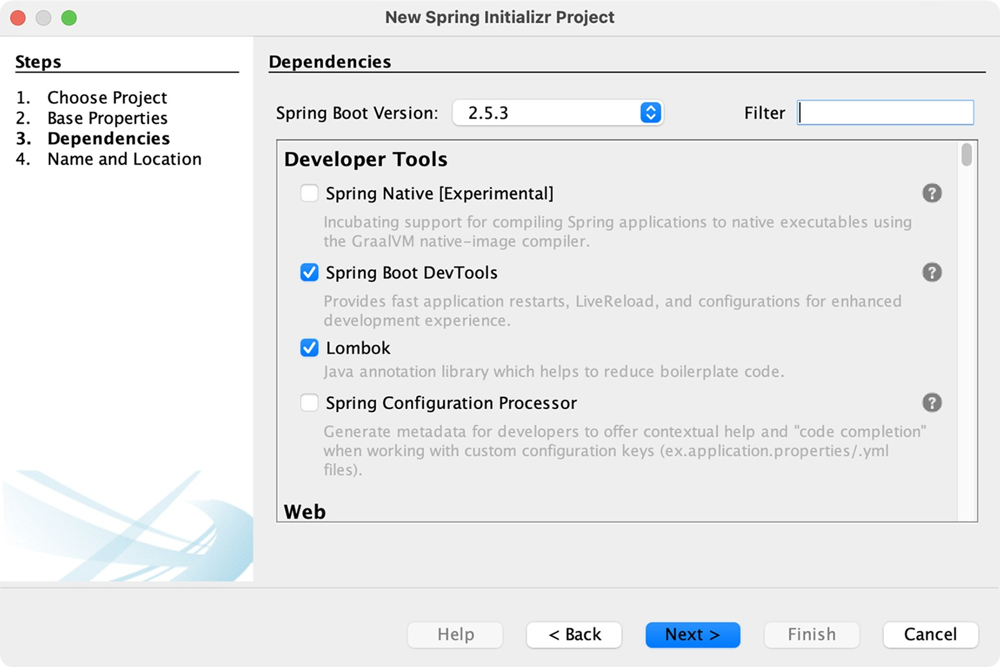 New Spring Initializr Project
Steps
1. Choose Project
2. Base Properties
3. Dependencies
4. Name and Location
Dependencies
Spring Boot Version: 2.5.3 Filter
Developer Tools
Spring Native [Experimental] ?
Incubating support for compiling Spring applications to native executables using
the GraalVM native-image compiler.
Spring Boot DevTools ?
Provides fast application restarts, LiveReload, and configurations for enhanced
development experience.
Lombok
Java annotation library which helps to reduce boilerplate code.
Spring Configuration Processor ?
Generate metadata for developers to offer contextual help and "code completion"
when working with custom configuration keys (ex.application.properties/.yml
files).
Web
Help < Back Next > Finish Cancel